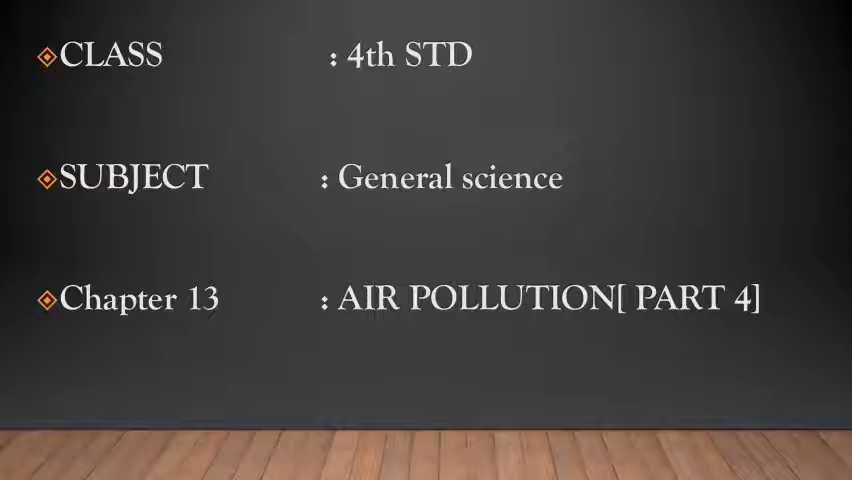 CLASS : 4th STD
SUBJECT : General science
Chapter 13 : AIR POLLUTION[ PART 4]